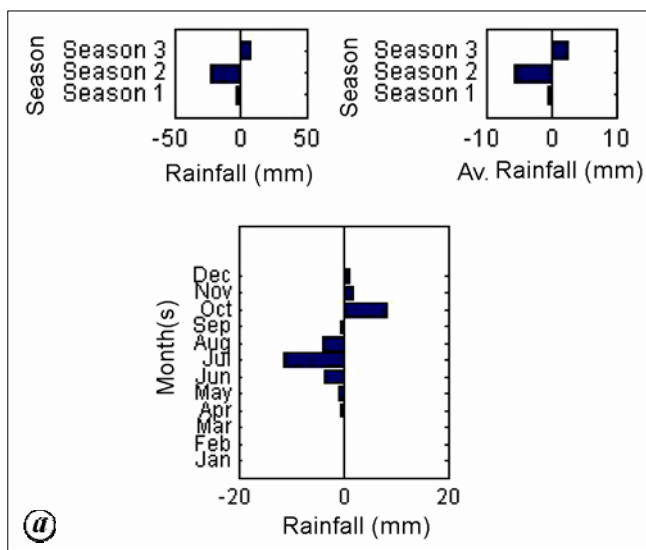 Season
Season 3
Season 2
Season 1
-50
0
50
Rainfall (mm)
Season
Season 3
Season 2
Season 1
-10
0
10
Av. Rainfall (mm)
Month(s)
Dec
Nov
Oct
Sep
Aug
Jul
Jun
May
Apr
Mar
Feb
Jan
-20
0
20
Rainfall (mm)
a